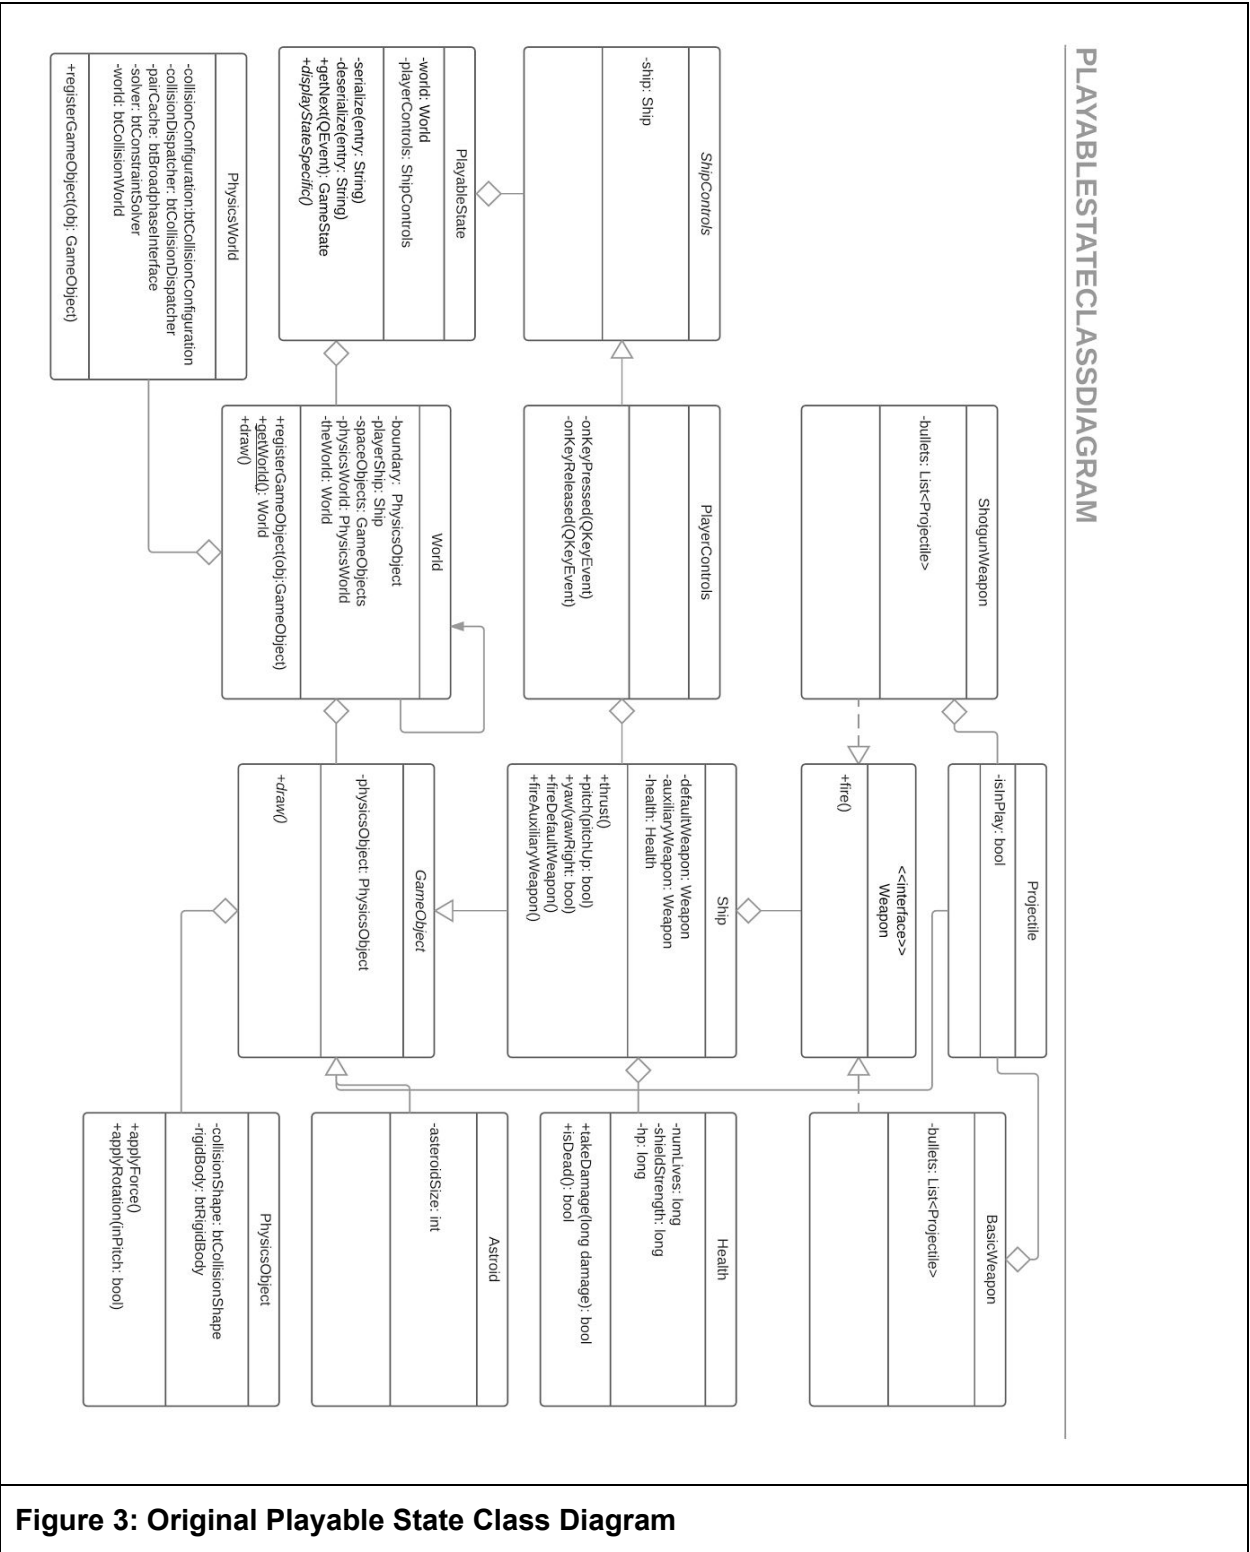 PLAYABLESTATECLASSDIAGRAM
Projectile
-isInPlay: bool
ShotgunWeapon
-bullets: List<Projectile>
<<interface>>
Weapon
+fire()
BasicWeapon
-bullets: List<Projectile>
ShipControls
-ship: Ship
PlayerControls
-onKeyPressed(QKeyEvent)
-onKeyReleased(QKeyEvent)
Ship
-defaultWeapon: Weapon
-auxiliaryWeapon: Weapon
-health: Health
+thrust()
+pitch(pitchUp: bool)
+yaw(yawRight: bool)
+fireDefaultWeapon()
+fireAuxiliaryWeapon()
Health
-numLives: long
-shieldStrength: long
-hp: long
+takeDamage(long damage): bool
+isDead(): bool
PlayableState
-world: World
-playerControls: ShipControls
-serialize(entry: String)
-deserialize(entry: String)
+getNext(QEvent): GameState
+displayStateSpecific()
World
-boundary: PhysicsObject
-playerShip: Ship
-spaceObjects: GameObjects
-physicsWorld: PhysicsWorld
-theWorld: World
+registerGameObject(obj:GameObject)
+getWorld(): World
+draw()
GameObject
-physicsObject: PhysicsObject
+draw()
Astroid
-asteroidSize: int
PhysicsWorld
-collisionConfiguration:btCollisionConfiguration
-collisionDispatcher: btCollisionDispatcher
-pairCache: btBroadphaseInterface
-solver: btConstraintSolver
-world: btCollisionWorld
+registerGameObject(obj: GameObject)
PhysicsObject
-collisionShape: btCollisionShape
-rigidBody: btRigidBody
+applyForce()
+applyRotation(inPitch: bool)
Figure 3: Original Playable State Class Diagram